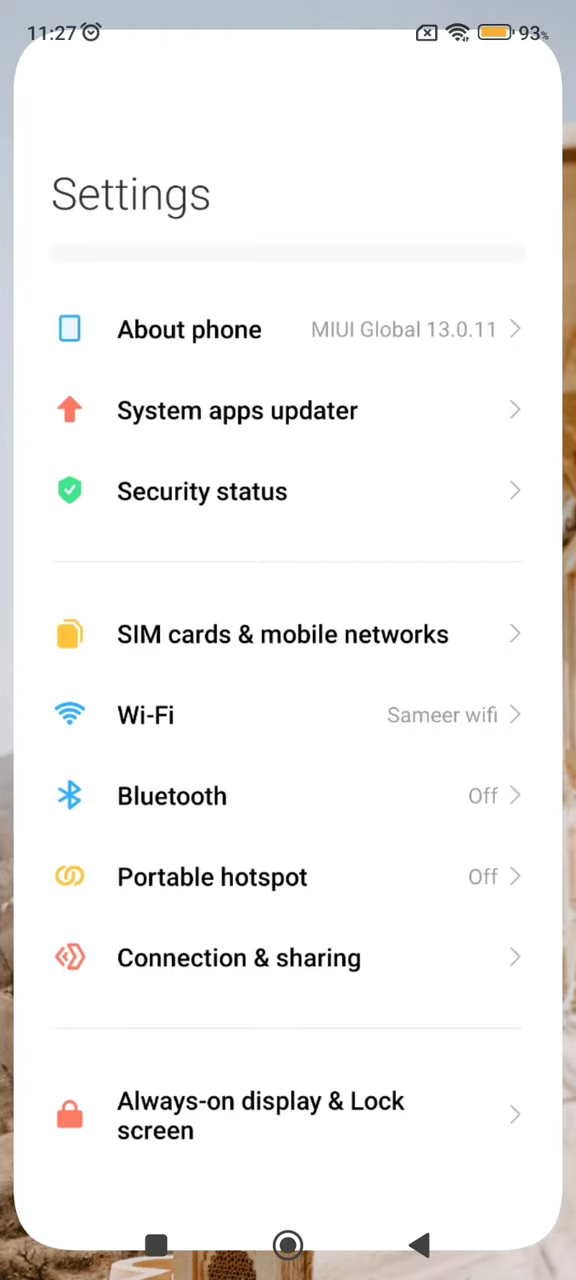 11:27 93%
Settings
About phone MIUI Global 13.0.11
System apps updater
Security status
SIM cards & mobile networks
Wi-Fi Sameer wifi
Bluetooth Off
Portable hotspot Off
Connection & sharing
Always-on display & Lock
screen